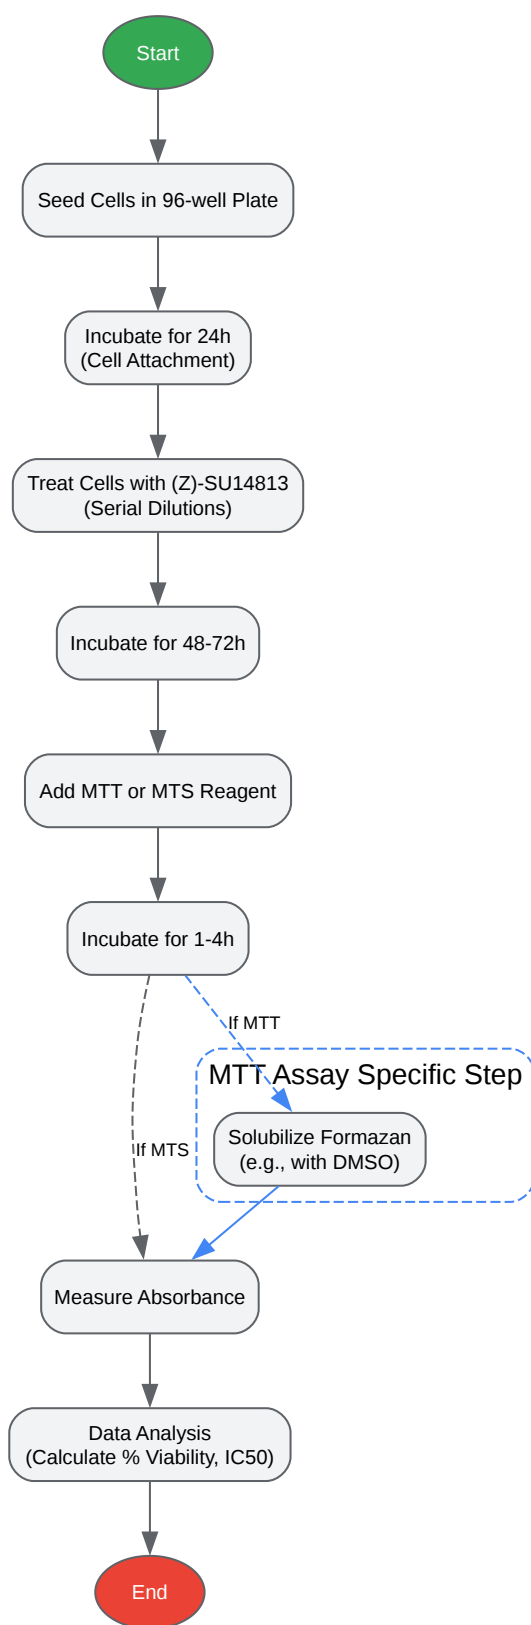 Start
Seed Cells in 96-well Plate
Incubate for 24h
(Cell Attachment)
Treat Cells with (Z)-SU14813
(Serial Dilutions)
Incubate for 48-72h
Add MTT or MTS Reagent
Incubate for 1-4h
If MTT
MTT Assay Specific Step
Solubilize Formazan
(e.g., with DMSO)
If MTS
Measure Absorbance
Data Analysis
(Calculate % Viability, IC50)
End